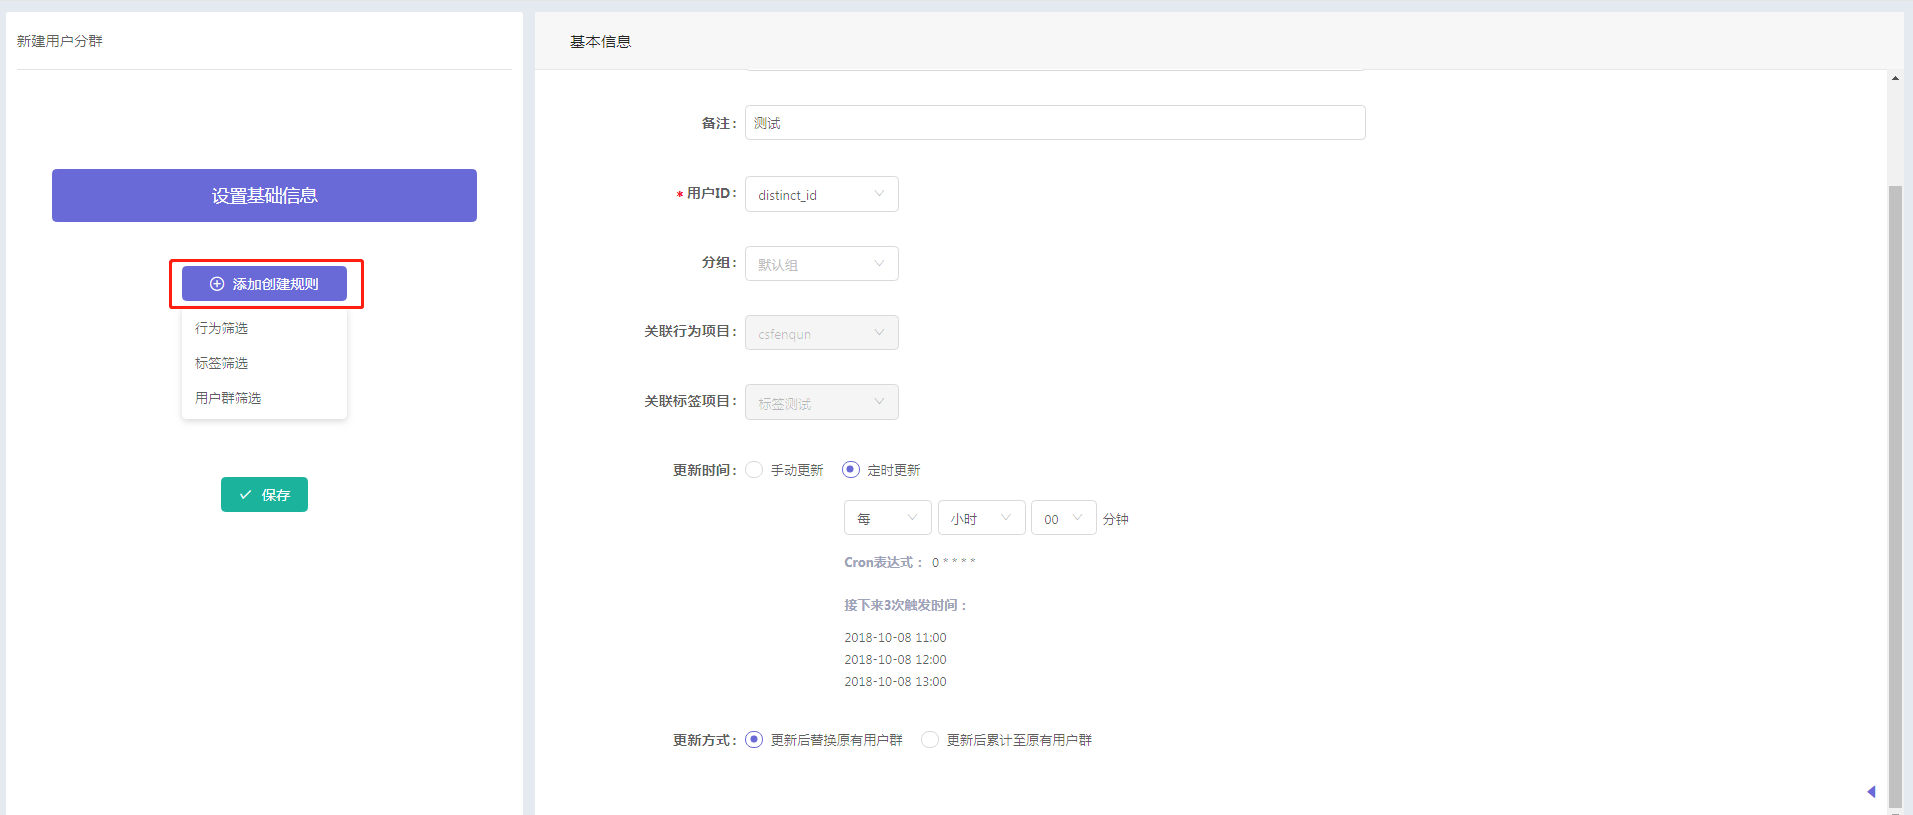 新建用户分群
设置基础信息
添加创建规则
行为筛选
标签筛选
用户群筛选
保存
基本信息
备注： 测试
* 用户ID： distinct_id
分组： 默认组
关联行为项目： csfenqun
关联标签项目： 标签测试
更新时间： 手动更新 定时更新
每 小时 00 分钟
Cron表达式： 0 * * * *
接下来3次触发时间：
2018-10-08 11:00
2018-10-08 12:00
2018-10-08 13:00
更新方式： 更新后替换原有用户群 更新后累计至原有用户群